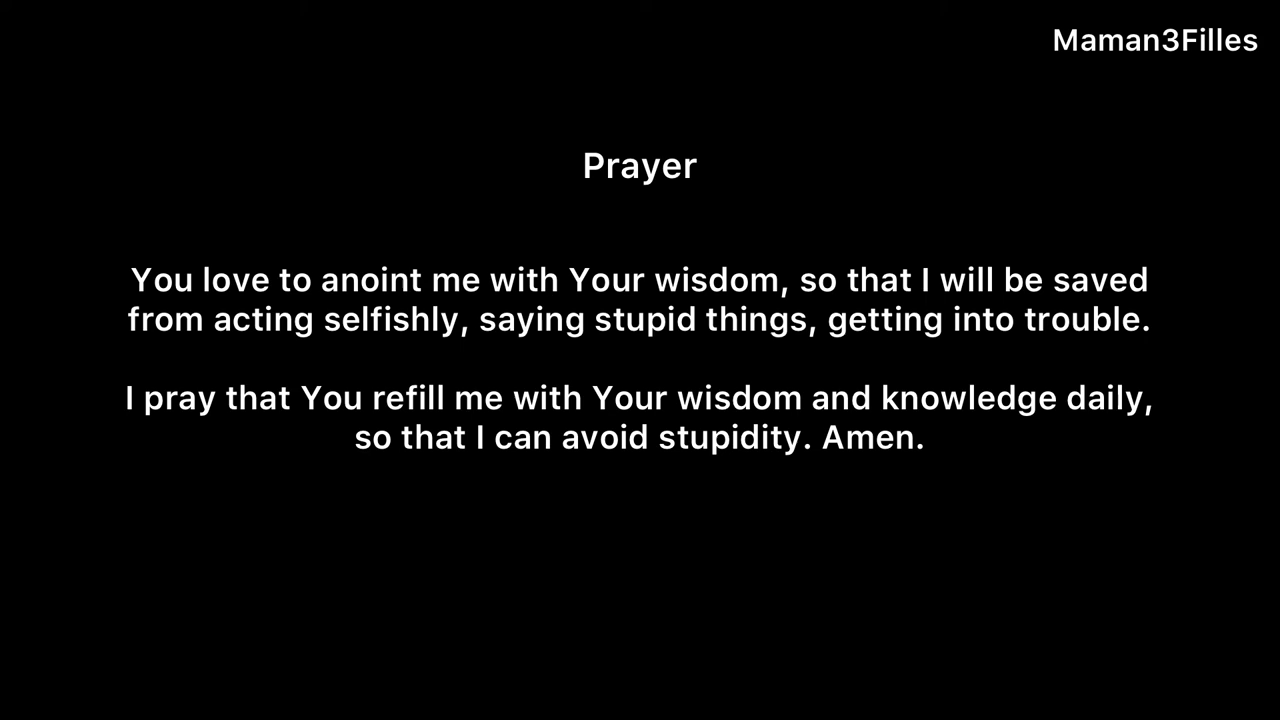 Maman3Filles
Prayer
You love to anoint me with Your wisdom, so that I will be saved
from acting selfishly, saying stupid things, getting into trouble.
I pray that You refill me with Your wisdom and knowledge daily,
so that I can avoid stupidity. Amen.